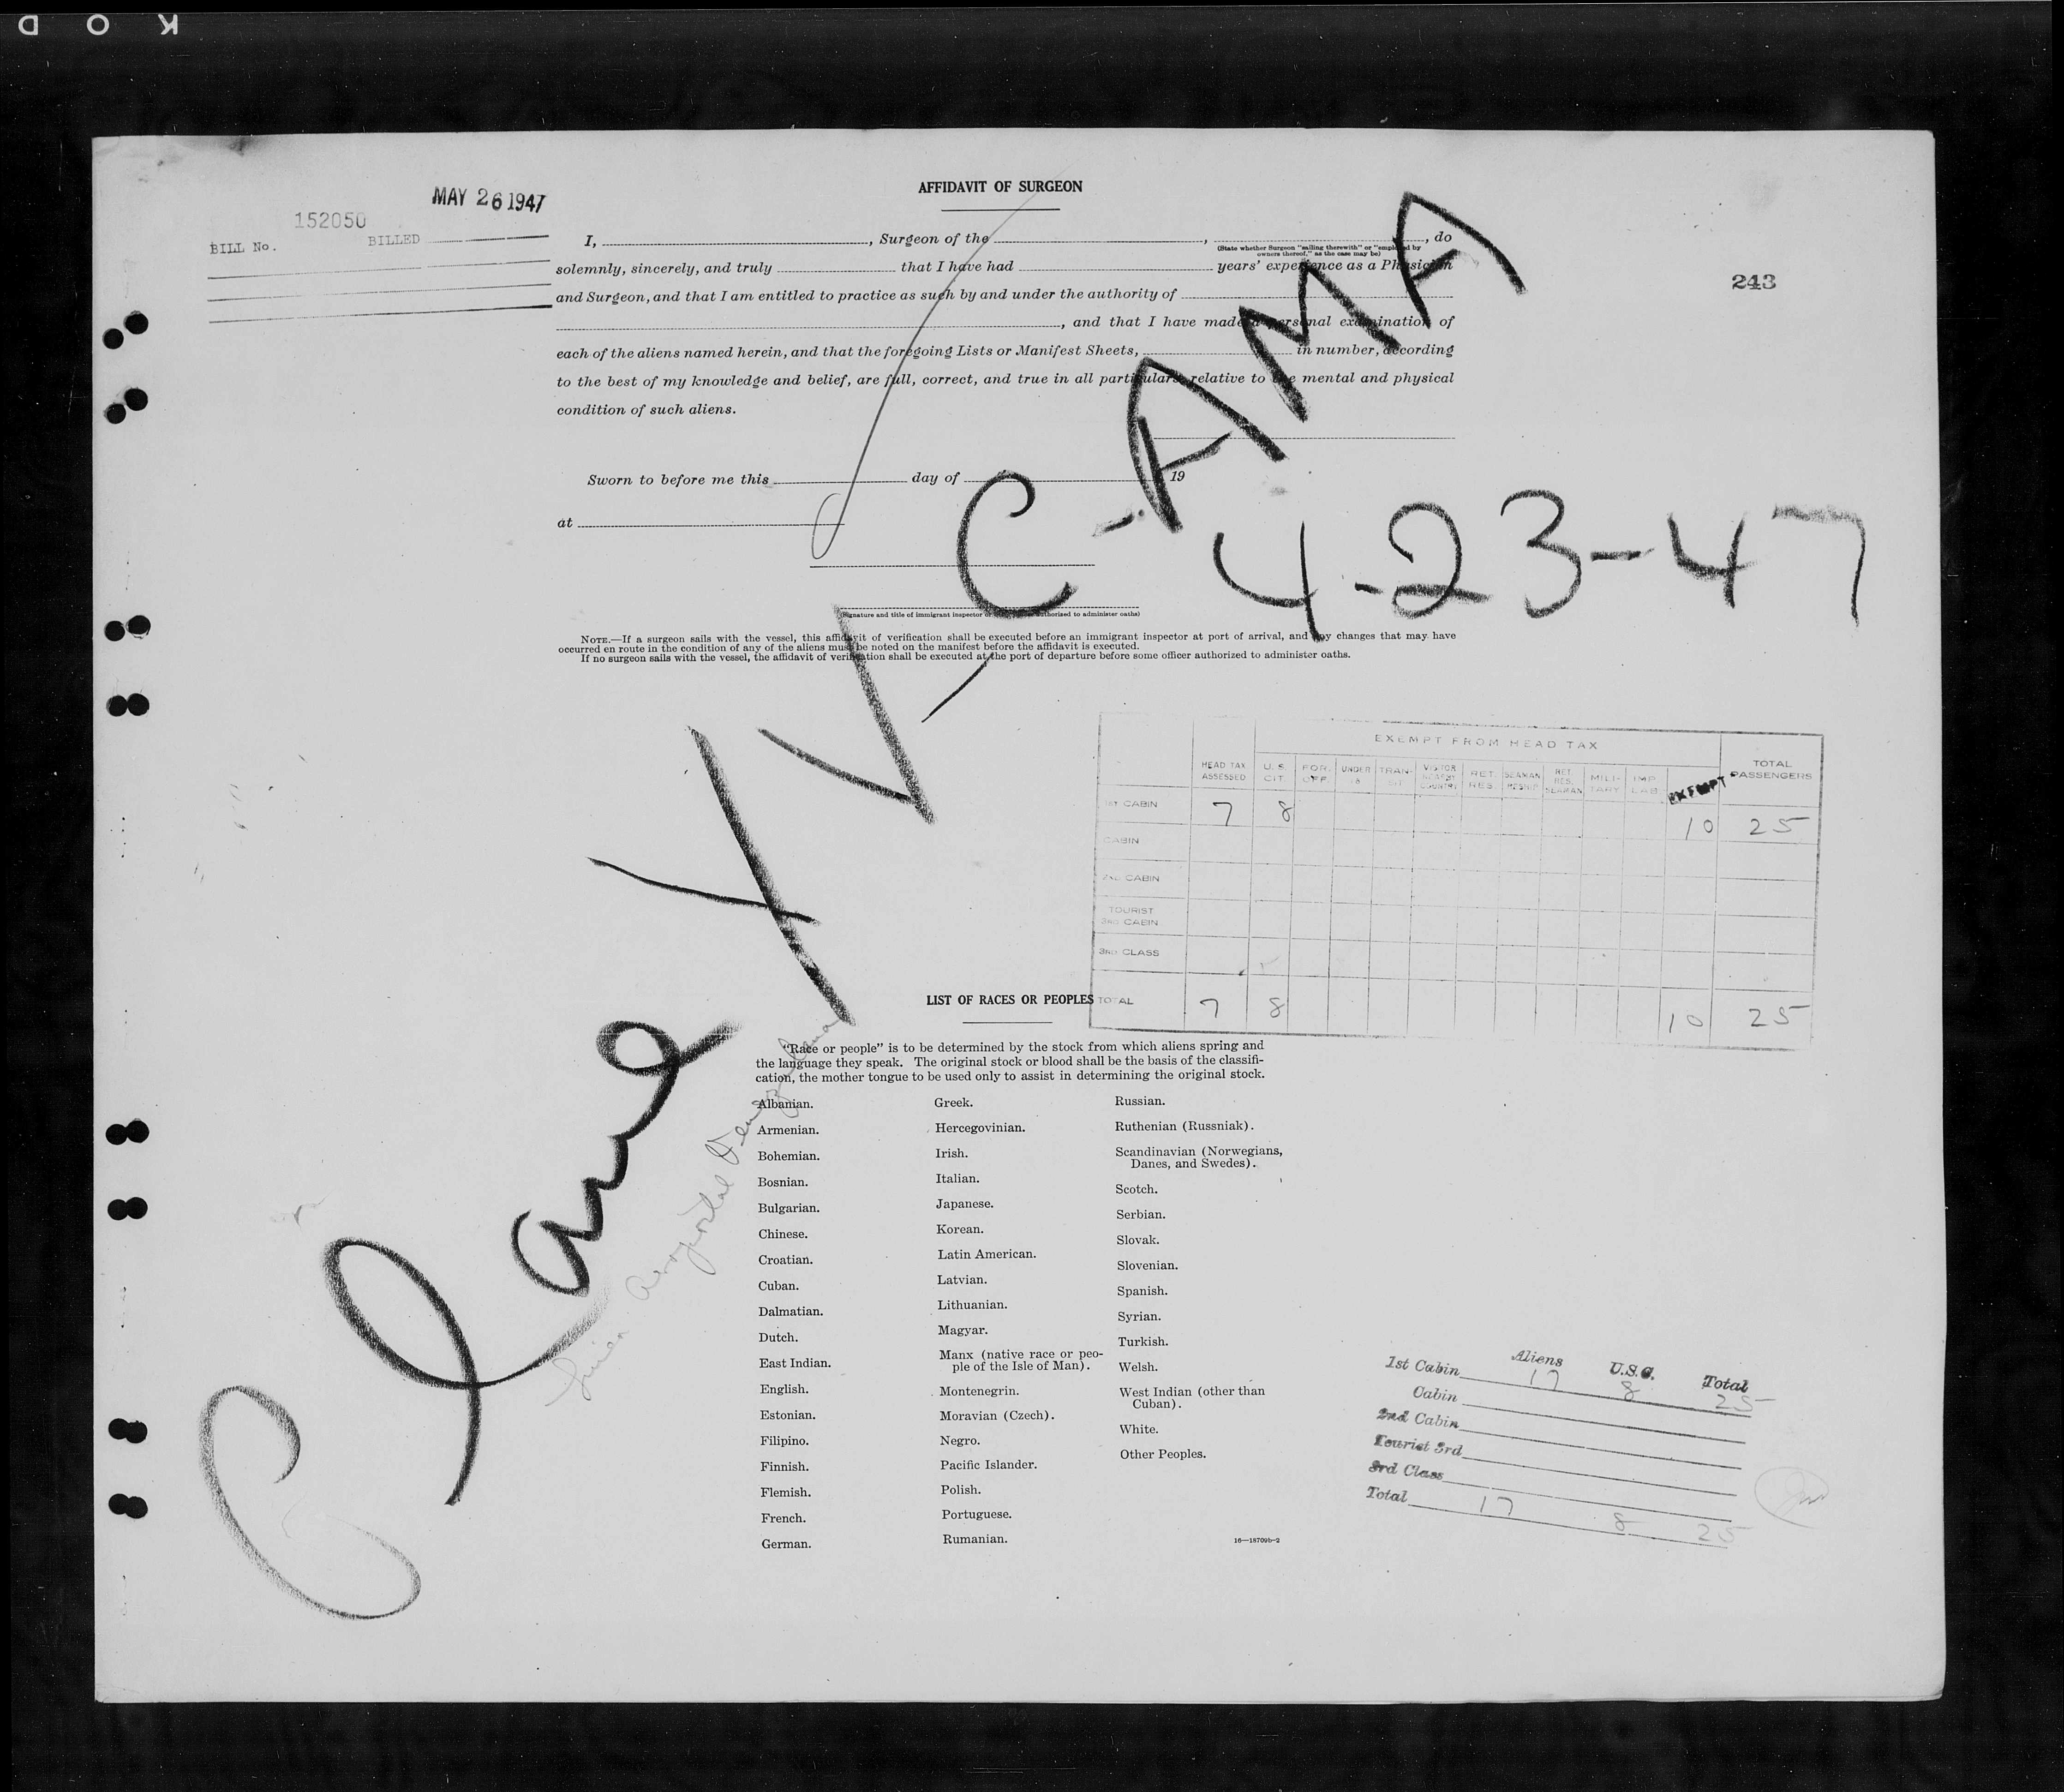 K O D
MAY 26 1947
152050
BILL No. BILLED
AFFIDAVIT OF SURGEON
243
I, , Surgeon of the , , do
(State whether Surgeon "sailing therewith" or "employed by
owners thereof," as the case may be)
solemnly, sincerely, and truly that I have had years' experience as a Physician
and Surgeon, and that I am entitled to practice as such by and under the authority of
, and that I have made a personal examination of
each of the aliens named herein, and that the foregoing Lists or Manifest Sheets, in number, according
to the best of my knowledge and belief, are full, correct, and true in all particulars relative to the mental and physical
condition of such aliens.
Sworn to before me this day of 19
at
(Signature and title of immigrant inspector or authorized to administer oaths)
NOTE.—If a surgeon sails with the vessel, this affidavit of verification shall be executed before an immigrant inspector at port of arrival, and any changes that may have
occurred en route in the condition of any of the aliens must be noted on the manifest before the affidavit is executed.
If no surgeon sails with the vessel, the affidavit of verification shall be executed at the port of departure before some officer authorized to administer oaths.
Plane YV-C-AMA
4-23-47
Linea Aeropostal Venezolana
EXEMPT FROM HEAD TAX
HEAD TAX ASSESSED U.S. CIT. FOR. OFF. UNDER 16 TRANSIT VISITOR COUNTRY RET. RES. SEAMAN RET. RES. SEAMAN MILITARY IMP. LAB. EXEMPT TOTAL PASSENGERS
1ST CABIN 7 8 10 25
CABIN
2ND CABIN
TOURIST
3RD CABIN
3RD CLASS
TOTAL 7 8 10 25
LIST OF RACES OR PEOPLES
"Race or people" is to be determined by the stock from which aliens spring and
the language they speak. The original stock or blood shall be the basis of the classifi-
cation, the mother tongue to be used only to assist in determining the original stock.
Albanian.
Armenian.
Bohemian.
Bosnian.
Bulgarian.
Chinese.
Croatian.
Cuban.
Dalmatian.
Dutch.
East Indian.
English.
Estonian.
Filipino.
Finnish.
Flemish.
French.
German.
Greek.
Hercegovinian.
Irish.
Italian.
Japanese.
Korean.
Latin American.
Latvian.
Lithuanian.
Magyar.
Manx (native race or peo-
ple of the Isle of Man).
Montenegrin.
Moravian (Czech).
Negro.
Pacific Islander.
Polish.
Portuguese.
Rumanian.
Russian.
Ruthenian (Russniak).
Scandinavian (Norwegians,
Danes, and Swedes).
Scotch.
Serbian.
Slovak.
Slovenian.
Spanish.
Syrian.
Turkish.
Welsh.
West Indian (other than
Cuban).
White.
Other Peoples.
16—18709b-2
Aliens U.S.C. Total
1st Cabin 17 8 25
Cabin
2nd Cabin
Tourist 3rd
3rd Class
Total 17 8 25